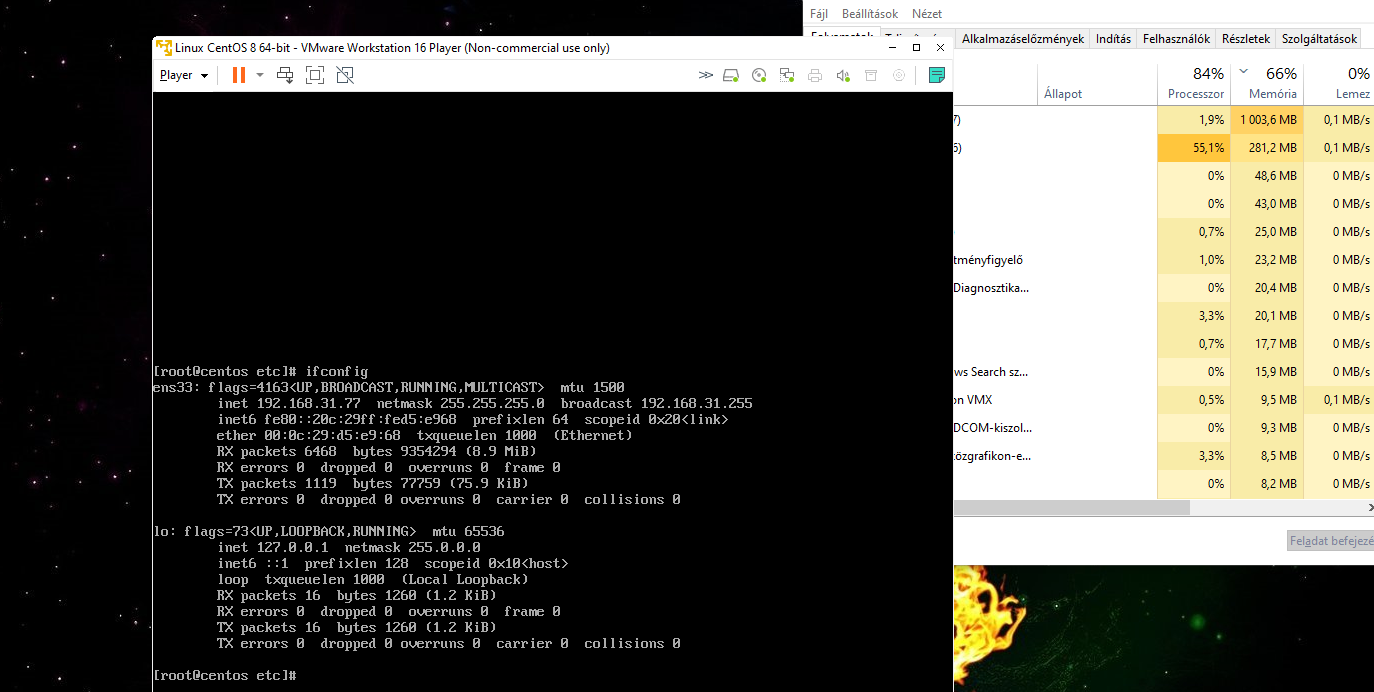 Fájl Beállítások Nézet
Linux CentOS 8 64-bit - VMware Workstation 16 Player (Non-commercial use only)
Alkalmazáselőzmények Indítás Felhasználók Részletek Szolgáltatások
Player
84% 66% 0%
Állapot Processzor Memória Lemez
7) 1,9% 1 003,6 MB 0,1 MB/s
6) 55,1% 281,2 MB 0,1 MB/s
0% 48,6 MB 0 MB/s
0% 43,0 MB 0 MB/s
0,7% 25,0 MB 0 MB/s
tményfigyelő 1,0% 23,2 MB 0 MB/s
Diagnosztika... 0% 20,4 MB 0 MB/s
3,3% 20,1 MB 0 MB/s
0,7% 17,7 MB 0 MB/s
ws Search sz... 0% 15,9 MB 0 MB/s
on VMX 0,5% 9,5 MB 0,1 MB/s
DCOM-kiszol... 0% 9,3 MB 0 MB/s
tözgrafikon-e... 3,3% 8,5 MB 0 MB/s
0% 8,2 MB 0 MB/s
Feladat befejezé
[root@centos etc]# ifconfig
ens33: flags=4163<UP,BROADCAST,RUNNING,MULTICAST> mtu 1500
inet 192.168.31.77 netmask 255.255.255.0 broadcast 192.168.31.255
inet6 fe80::20c:29ff:fed5:e968 prefixlen 64 scopeid 0x20<link>
ether 00:0c:29:d5:e9:68 txqueuelen 1000 (Ethernet)
RX packets 6468 bytes 9354294 (8.9 MiB)
RX errors 0 dropped 0 overruns 0 frame 0
TX packets 1119 bytes 77759 (75.9 KiB)
TX errors 0 dropped 0 overruns 0 carrier 0 collisions 0
lo: flags=73<UP,LOOPBACK,RUNNING> mtu 65536
inet 127.0.0.1 netmask 255.0.0.0
inet6 ::1 prefixlen 128 scopeid 0x10<host>
loop txqueuelen 1000 (Local Loopback)
RX packets 16 bytes 1260 (1.2 KiB)
RX errors 0 dropped 0 overruns 0 frame 0
TX packets 16 bytes 1260 (1.2 KiB)
TX errors 0 dropped 0 overruns 0 carrier 0 collisions 0
[root@centos etc]#